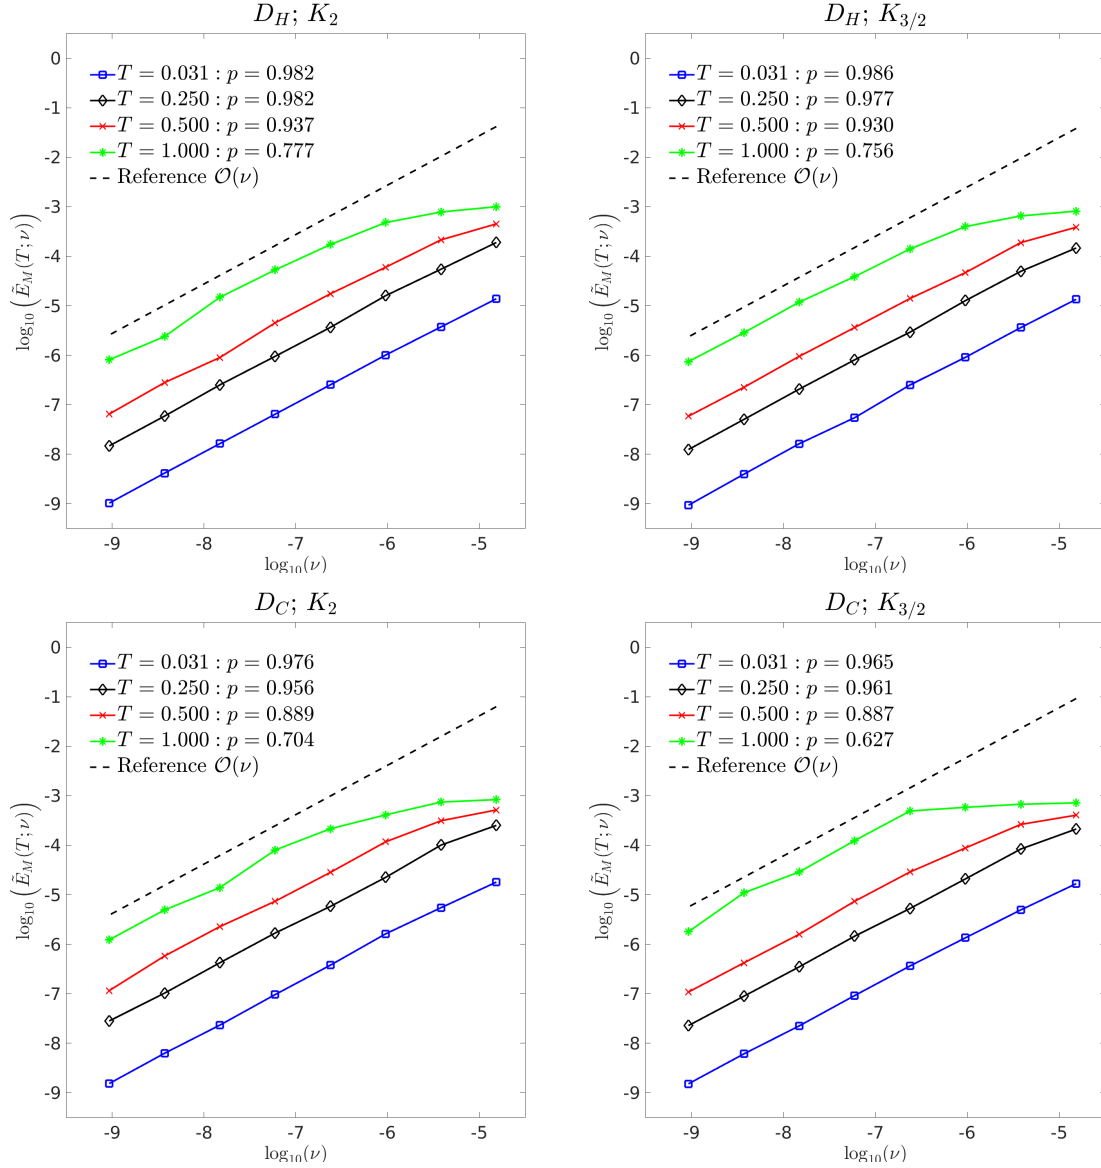 D_H; K_2
0
-1
-2
-3
-4
-5
-6
-7
-8
-9
T = 0.031 : p = 0.982
T = 0.250 : p = 0.982
T = 0.500 : p = 0.937
T = 1.000 : p = 0.777
Reference 𝒪(ν)
log₁₀(Ẽ_M(T; ν))
-9 -8 -7 -6 -5
log₁₀(ν)
D_H; K_{3/2}
0
-1
-2
-3
-4
-5
-6
-7
-8
-9
T = 0.031 : p = 0.986
T = 0.250 : p = 0.977
T = 0.500 : p = 0.930
T = 1.000 : p = 0.756
Reference 𝒪(ν)
log₁₀(Ẽ_M(T; ν))
-9 -8 -7 -6 -5
log₁₀(ν)
D_C; K_2
0
-1
-2
-3
-4
-5
-6
-7
-8
-9
T = 0.031 : p = 0.976
T = 0.250 : p = 0.956
T = 0.500 : p = 0.889
T = 1.000 : p = 0.704
Reference 𝒪(ν)
log₁₀(Ẽ_M(T; ν))
-9 -8 -7 -6 -5
log₁₀(ν)
D_C; K_{3/2}
0
-1
-2
-3
-4
-5
-6
-7
-8
-9
T = 0.031 : p = 0.965
T = 0.250 : p = 0.961
T = 0.500 : p = 0.887
T = 1.000 : p = 0.627
Reference 𝒪(ν)
log₁₀(Ẽ_M(T; ν))
-9 -8 -7 -6 -5
log₁₀(ν)